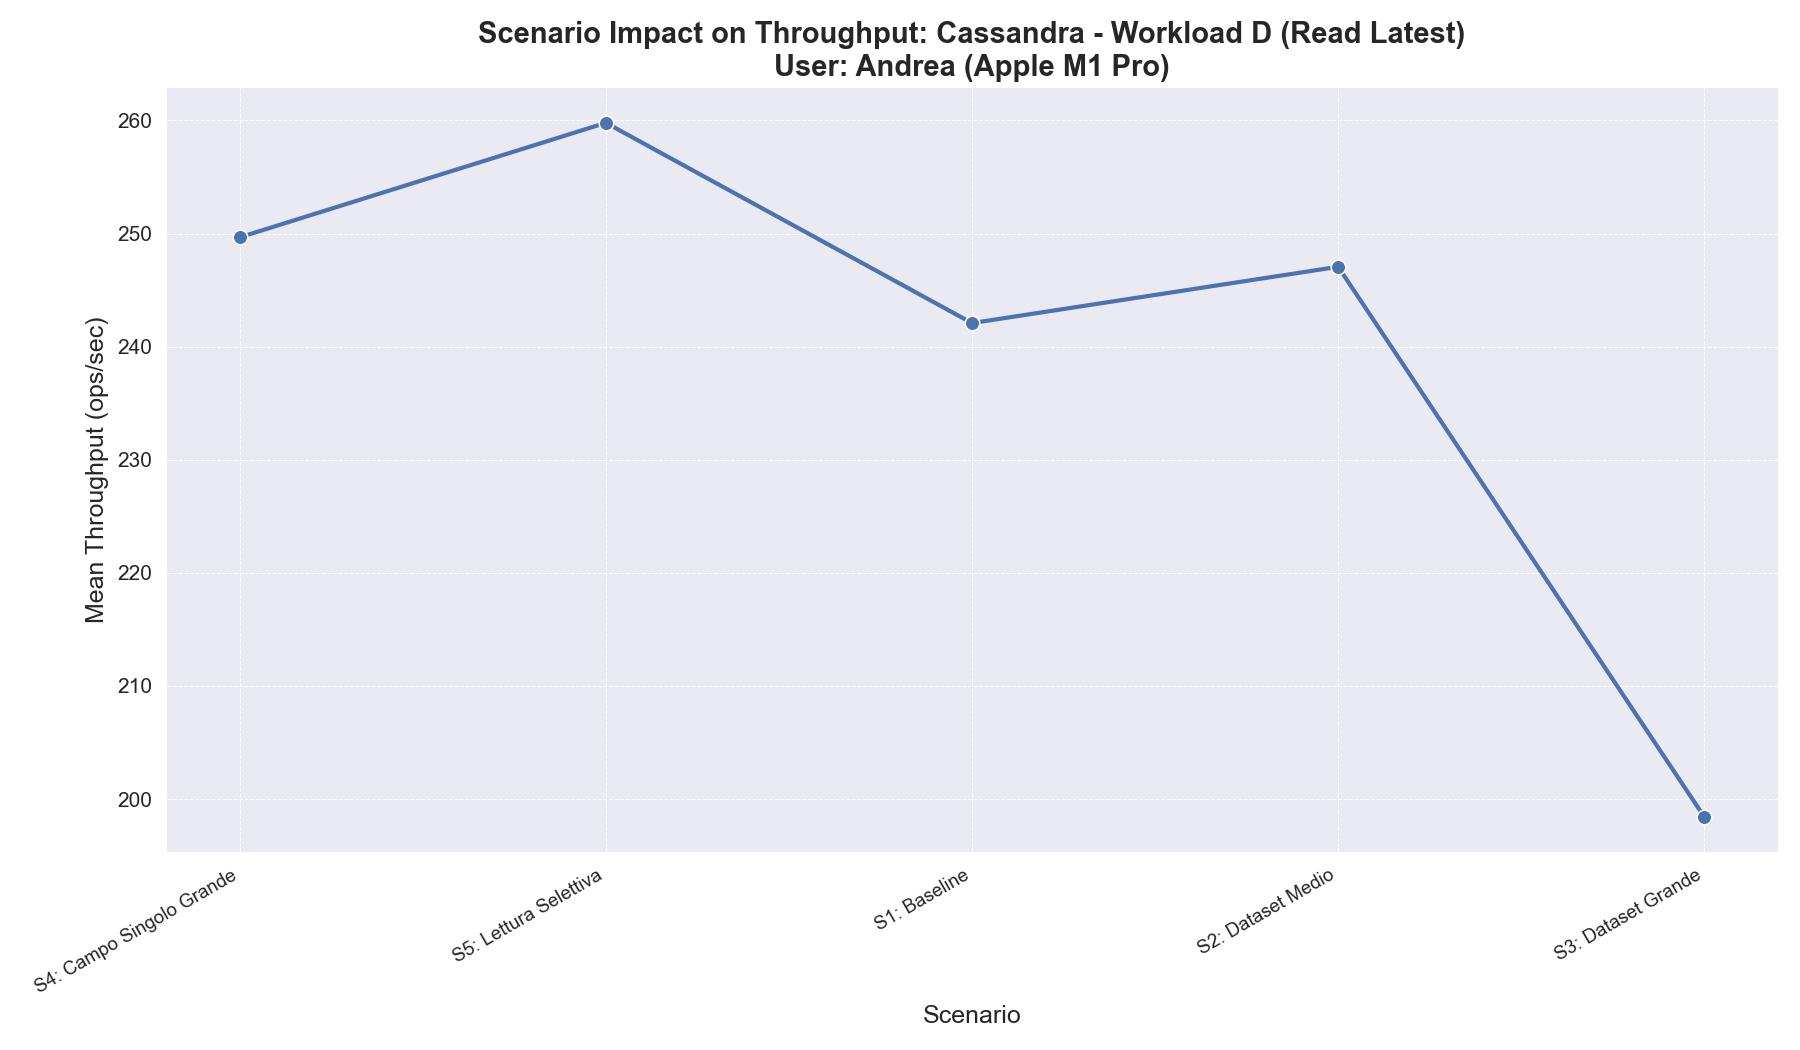 Scenario Impact on Throughput: Cassandra - Workload D (Read Latest)
User: Andrea (Apple M1 Pro)
Mean Throughput (ops/sec)
260
250
240
230
220
210
200
S4: Campo Singolo Grande
S5: Lettura Selettiva
S1: Baseline
S2: Dataset Medio
S3: Dataset Grande
Scenario